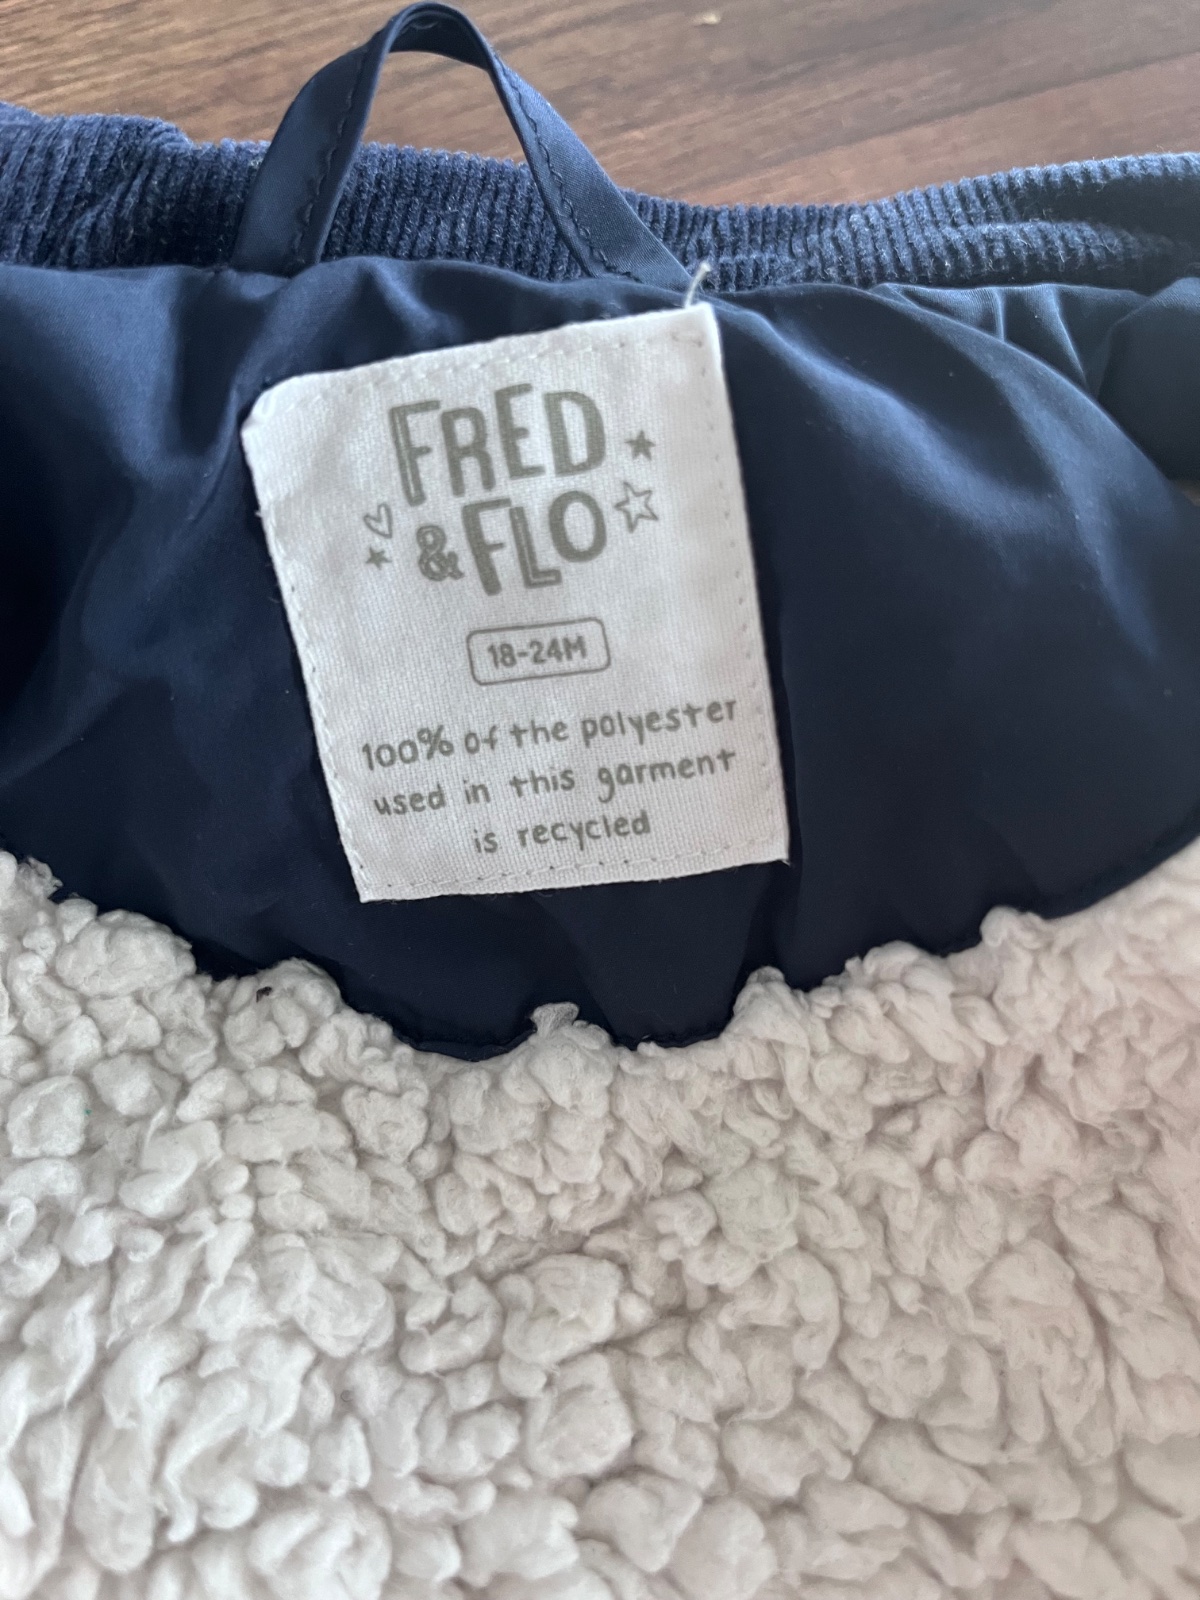 FRED
&FLO
18-24M
100% of the polyester
used in this garment
is recycled